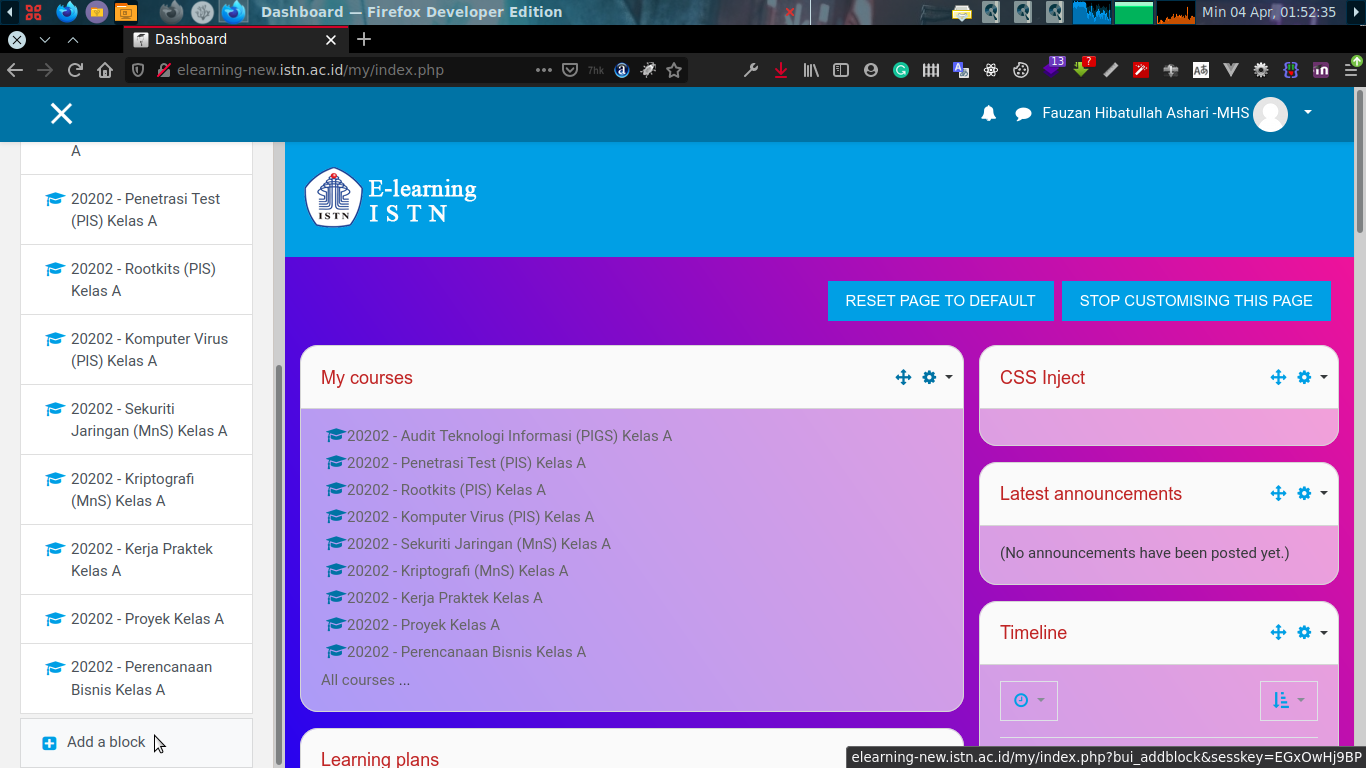 Dashboard — Firefox Developer Edition
Min 04 Apr, 01:52:35
Dashboard
elearning-new.istn.ac.id/my/index.php
7hk
13
?
Fauzan Hibatullah Ashari -MHS
A
20202 - Penetrasi Test
(PIS) Kelas A
20202 - Rootkits (PIS)
Kelas A
20202 - Komputer Virus
(PIS) Kelas A
20202 - Sekuriti
Jaringan (MnS) Kelas A
20202 - Kriptografi
(MnS) Kelas A
20202 - Kerja Praktek
Kelas A
20202 - Proyek Kelas A
20202 - Perencanaan
Bisnis Kelas A
Add a block
ISTN
E-learning
ISTN
RESET PAGE TO DEFAULT
STOP CUSTOMISING THIS PAGE
My courses
20202 - Audit Teknologi Informasi (PIGS) Kelas A
20202 - Penetrasi Test (PIS) Kelas A
20202 - Rootkits (PIS) Kelas A
20202 - Komputer Virus (PIS) Kelas A
20202 - Sekuriti Jaringan (MnS) Kelas A
20202 - Kriptografi (MnS) Kelas A
20202 - Kerja Praktek Kelas A
20202 - Proyek Kelas A
20202 - Perencanaan Bisnis Kelas A
All courses ...
Learning plans
CSS Inject
Latest announcements
(No announcements have been posted yet.)
Timeline
elearning-new.istn.ac.id/my/index.php?bui_addblock&sesskey=EGxOwHj9BP